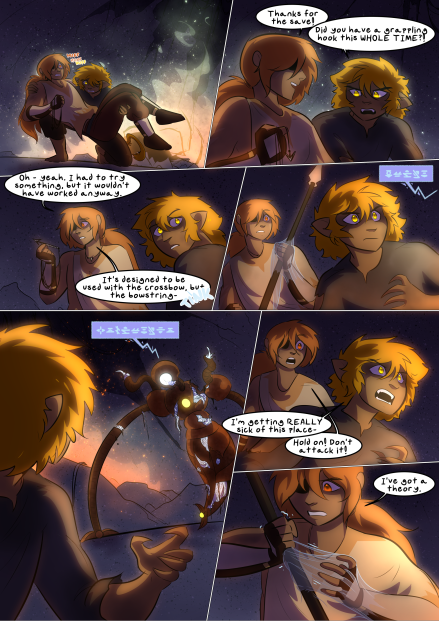 Thanks for
the save!
Did you have a grappling
hook this WHOLE TIME?!
Oh - yeah. I had to try
something, but it wouldn't
have worked anyway.
It's designed to be
used with the crossbow, but
the bowstring-
I'm getting REALLY
sick of this place-
Hold on! Don't
attack it!
I've got a
theory.